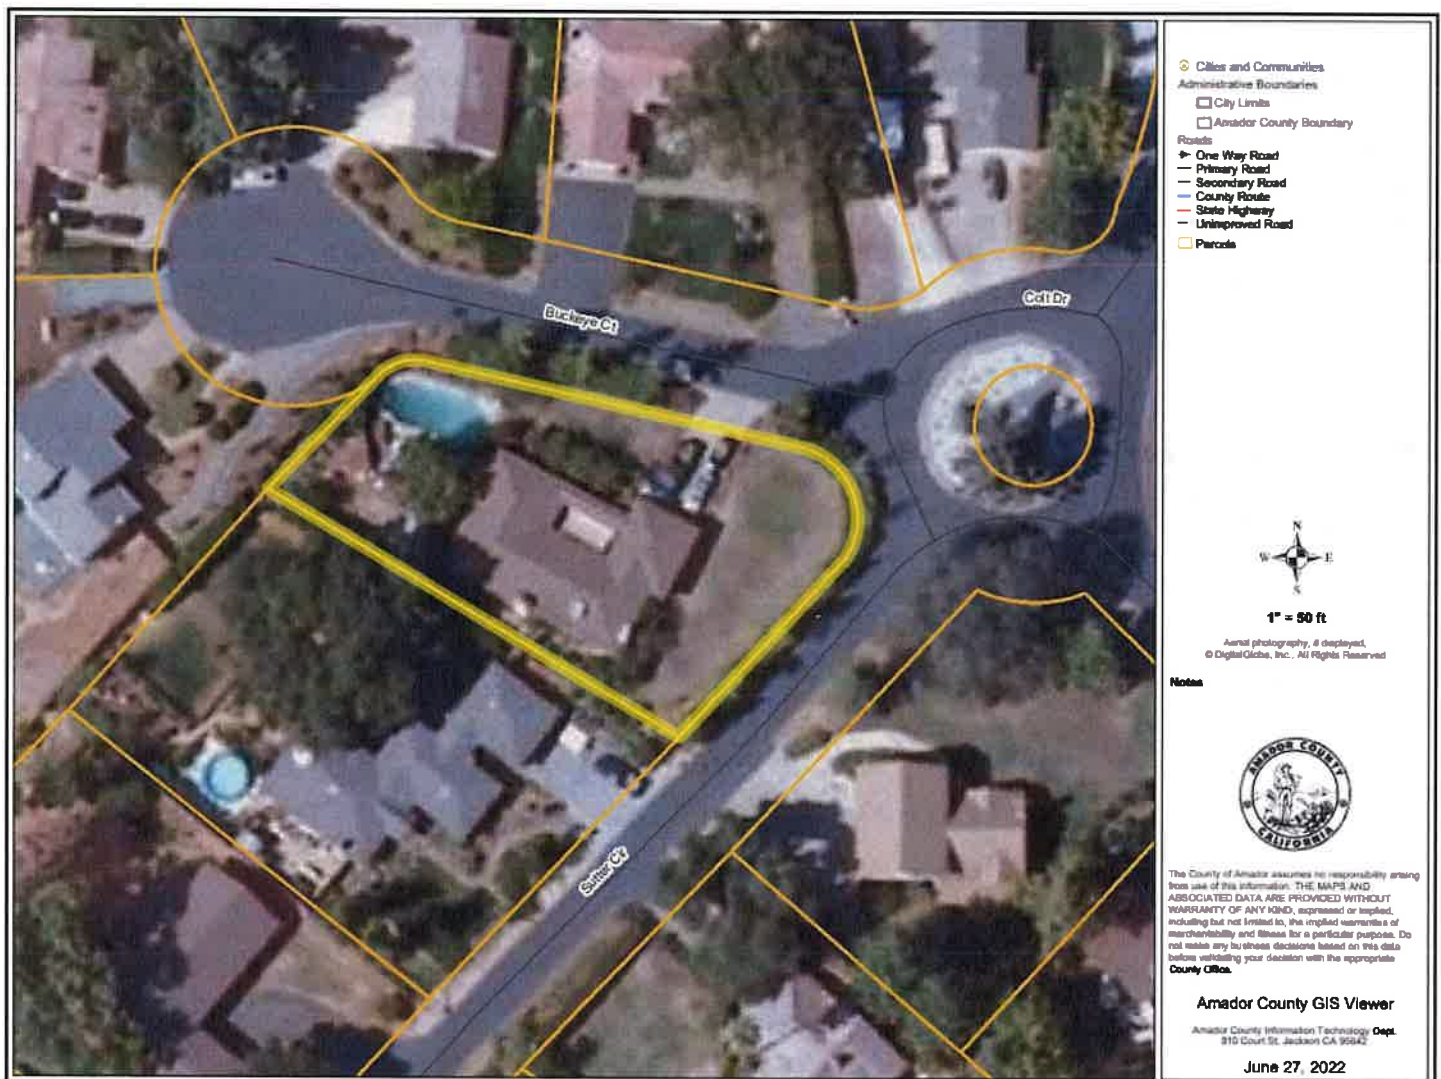 Buckeye Ct
Colt Dr
Sutter Cir
Cities and Communities
Administrative Boundaries
City Limits
Amador County Boundary
Roads
One Way Road
Primary Road
Secondary Road
County Route
State Highway
Unimproved Road
Parcels
N
W E
S
1" = 50 ft
Aerial photography, if displayed,
© DigitalGlobe, Inc., All Rights Reserved
Notes
AMADOR COUNTY
CALIFORNIA
The County of Amador assumes no responsibility arising
from use of this information. THE MAPS AND
ASSOCIATED DATA ARE PROVIDED WITHOUT
WARRANTY OF ANY KIND, expressed or implied,
including but not limited to, the implied warranties of
merchantability and fitness for a particular purpose. Do
not make any business decisions based on this data
before validating your decision with the appropriate
County Office.
Amador County GIS Viewer
Amador County Information Technology Dept.
810 Court St. Jackson CA 95642
June 27, 2022